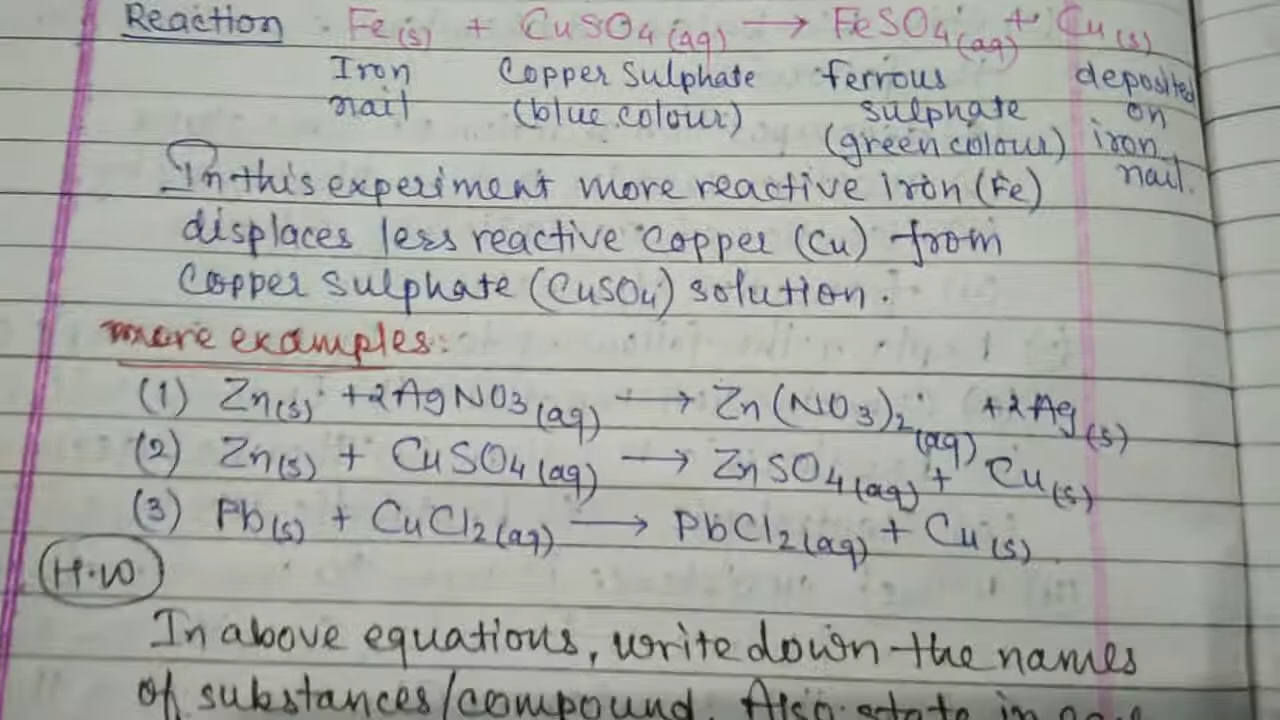 Reaction Fe(s) + CuSO4(aq) → FeSO4(aq) + Cu(s)
Iron Copper Sulphate ferrous deposited
nail (blue colour) sulphate on
(green colour) iron
nail.
In this experiment more reactive Iron (Fe)
displaces less reactive Copper (Cu) from
Copper Sulphate (CuSO4) solution.
more examples:
(1) Zn(s) + 2AgNO3(aq) → Zn(NO3)2(aq) + 2Ag(s)
(2) Zn(s) + CuSO4(aq) → ZnSO4(aq) + Cu(s)
(3) Pb(s) + CuCl2(aq) → PbCl2(aq) + Cu(s)
H.W
In above equations, write down the names
of substances/compound. Also state in